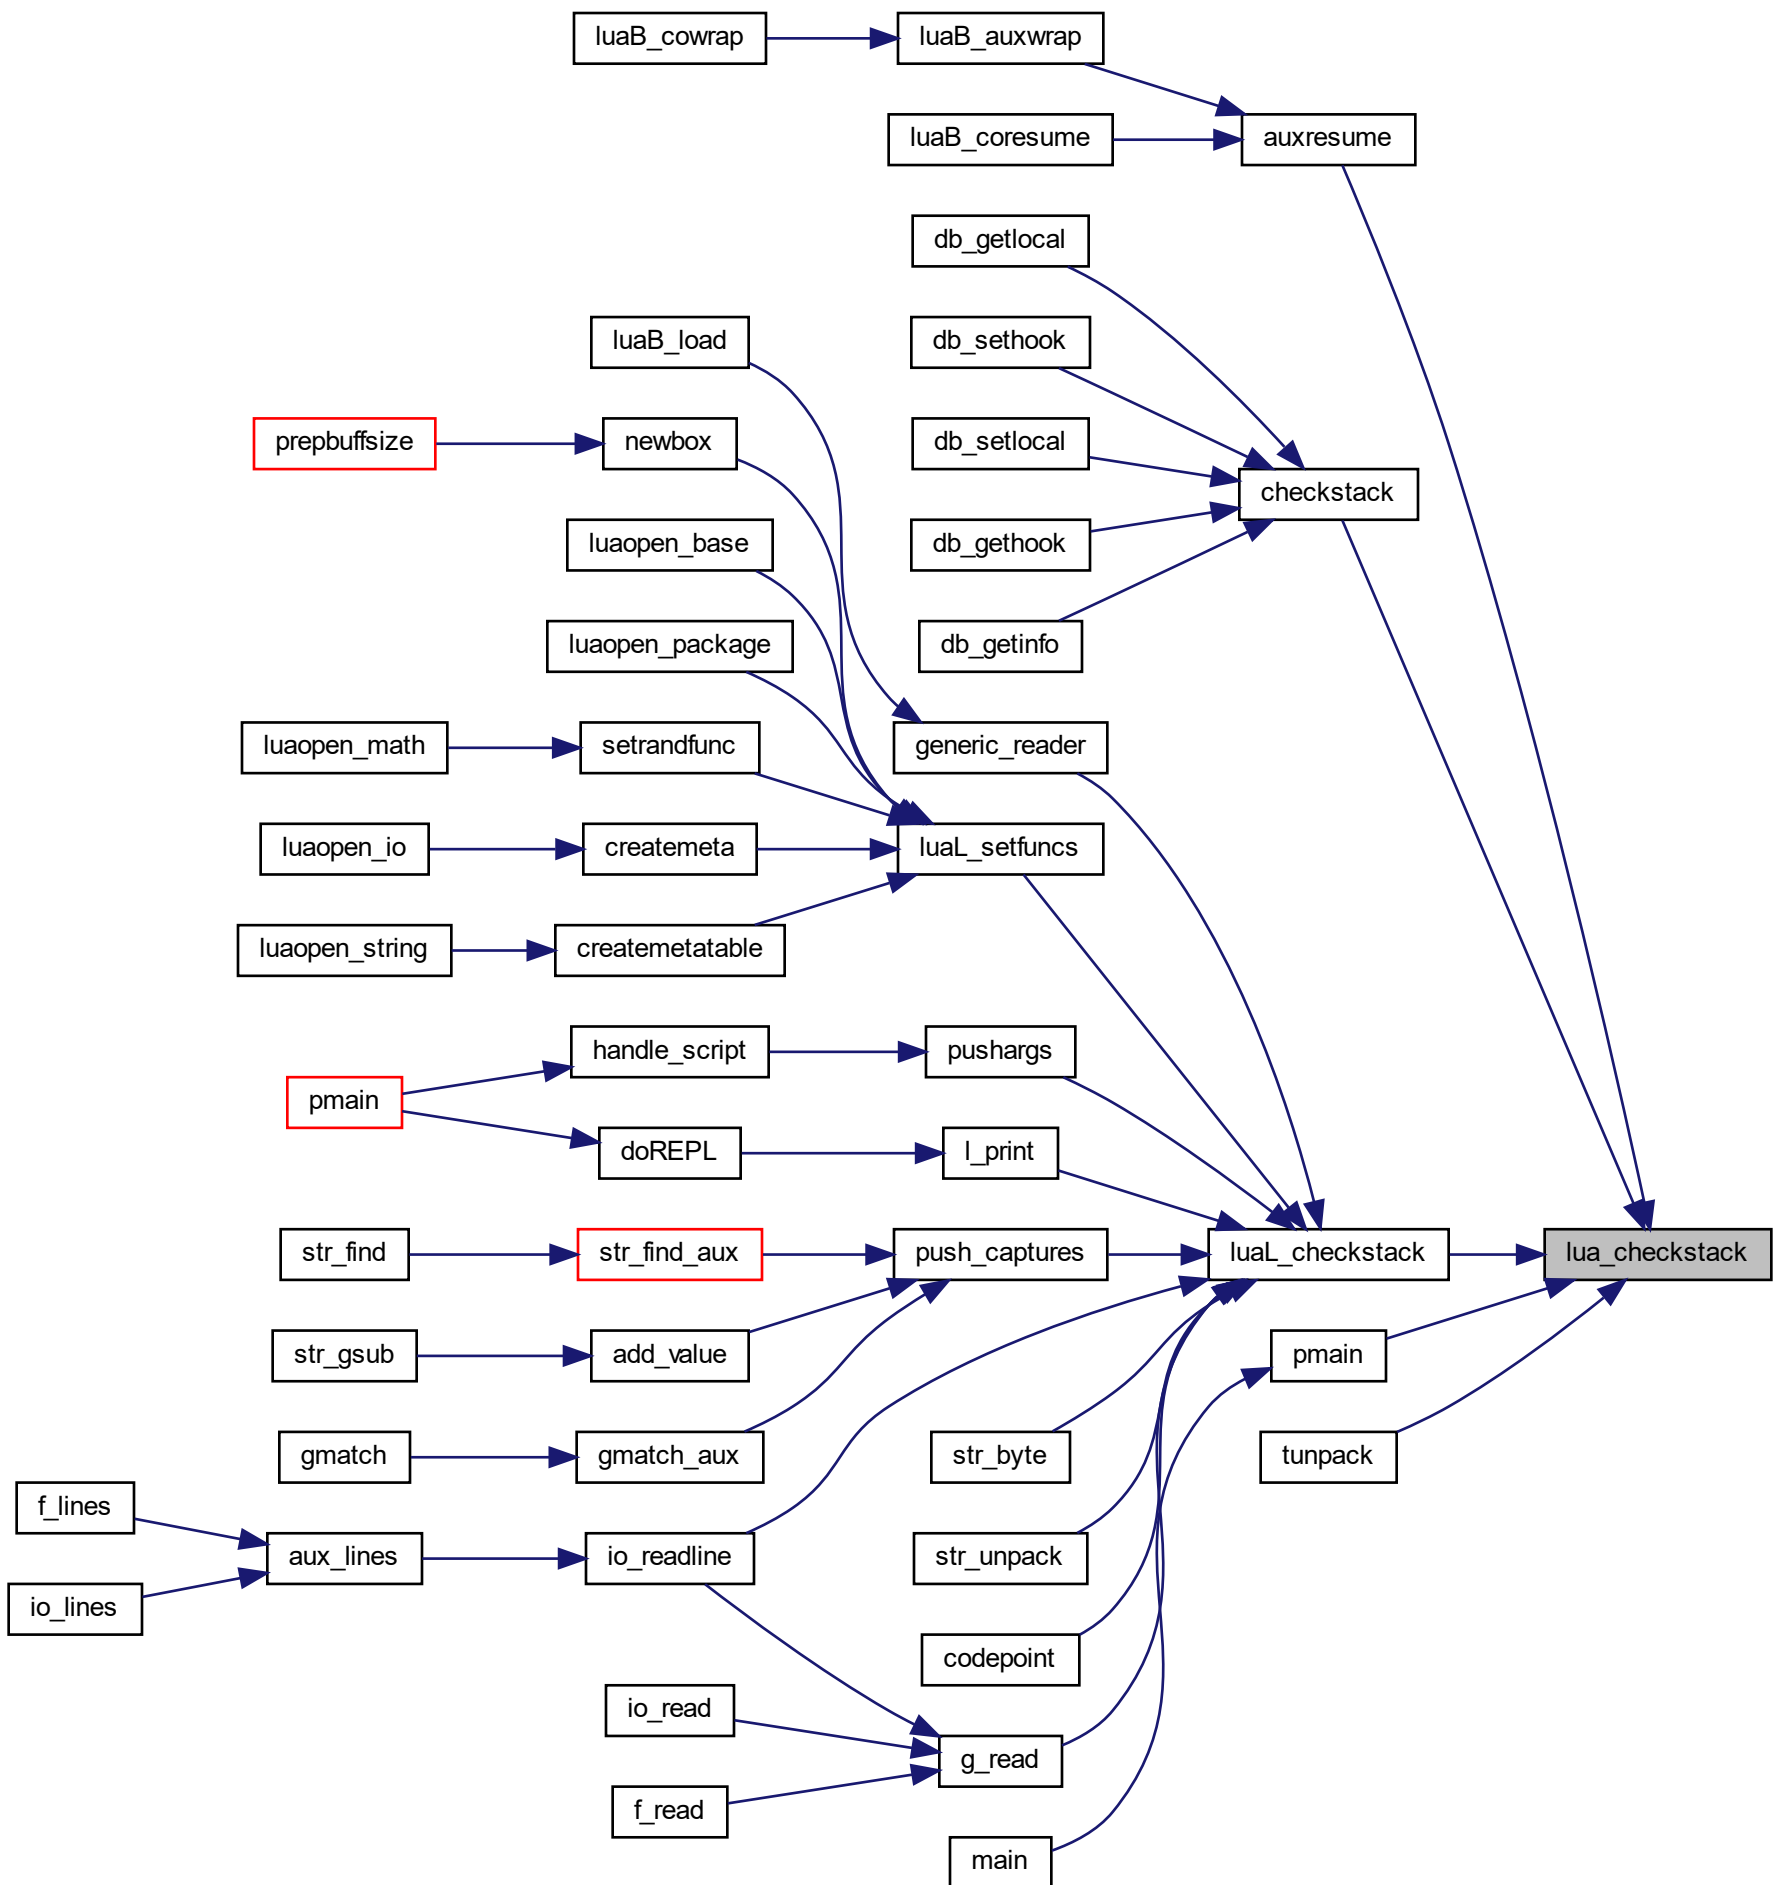 luaB_cowrap
luaB_auxwrap
luaB_coresume
auxresume
db_getlocal
luaB_load
db_sethook
prepbuffsize
newbox
db_setlocal
checkstack
luaopen_base
db_gethook
luaopen_package
db_getinfo
luaopen_math
setrandfunc
generic_reader
luaopen_io
createmeta
luaL_setfuncs
luaopen_string
createmetatable
handle_script
pushargs
pmain
doREPL
l_print
str_find
str_find_aux
push_captures
luaL_checkstack
lua_checkstack
str_gsub
add_value
pmain
gmatch
gmatch_aux
str_byte
tunpack
f_lines
aux_lines
io_readline
str_unpack
io_lines
codepoint
io_read
g_read
f_read
main